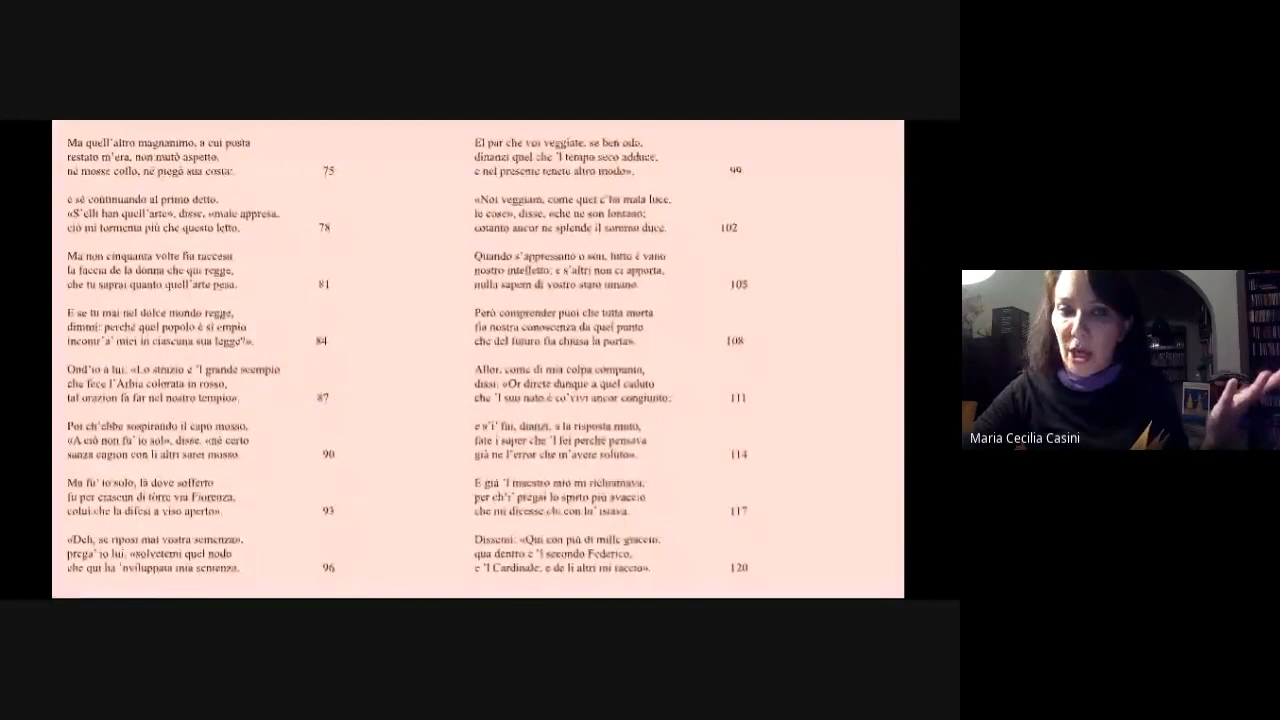 Ma quell'altro magnanimo, a cui posta
restato m'era, non mutò aspetto,
né mosse collo, né piegò sua costa:
75
e sé continuando al primo detto,
«S'elli han quell'arte», disse, «male appresa,
ciò mi tormenta più che questo letto.
78
Ma non cinquanta volte fia raccesa
la faccia de la donna che qui regge,
che tu saprai quanto quell'arte pesa.
81
E se tu mai nel dolce mondo regge,
dimmi: perché quel popolo è sì empio
incontr'a' miei in ciascuna sua legge?».
84
Ond'io a lui: «Lo strazio e 'l grande scempio
che fece l'Arbia colorata in rosso,
tal orazion fa far nel nostro tempio».
87
Poi ch'ebbe sospirando il capo mosso,
«A ciò non fu' io sol», disse, «né certo
sanza cagion con li altri sarei mosso.
90
Ma fu' io solo, là dove sofferto
fu per ciascun di tòrre via Fiorenza,
colui che la difesi a viso aperto».
93
«Deh, se riposi mai vostra semenza»,
prega' io lui, «solvetemi quel nodo
che qui ha 'nviluppata mia sentenza.
96
El par che voi veggiate, se ben odo,
dinanzi quel che 'l tempo seco adduce,
e nel presente tenete altro modo».
99
«Noi veggiam, come quei c'ha mala luce,
le cose», disse, «che ne son lontano;
cotanto ancor ne splende il sommo duce.
102
Quando s'appressano o son, tutto è vano
nostro intelletto; e s'altri non ci apporta,
nulla sapem di vostro stato umano.
105
Però comprender puoi che tutta morta
fia nostra conoscenza da quel punto
che del futuro fia chiusa la porta».
108
Allor, come di mia colpa compunto,
dissi: «Or direte dunque a quel caduto
che 'l suo nato è co'vivi ancor congiunto;
111
e s'i' fui, dianzi, a la risposta muto,
fate i saper che 'l fei perché pensava
già ne l'error che m'avete soluto».
114
E già 'l maestro mio mi richiamava;
per ch'i' pregai lo spirto più avaccio
che mi dicesse chi con lu' istava.
117
Dissemi: «Qui con più di mille giaccio:
qua dentro è 'l secondo Federico,
e 'l Cardinale; e de li altri mi taccio».
120
Maria Cecilia Casini